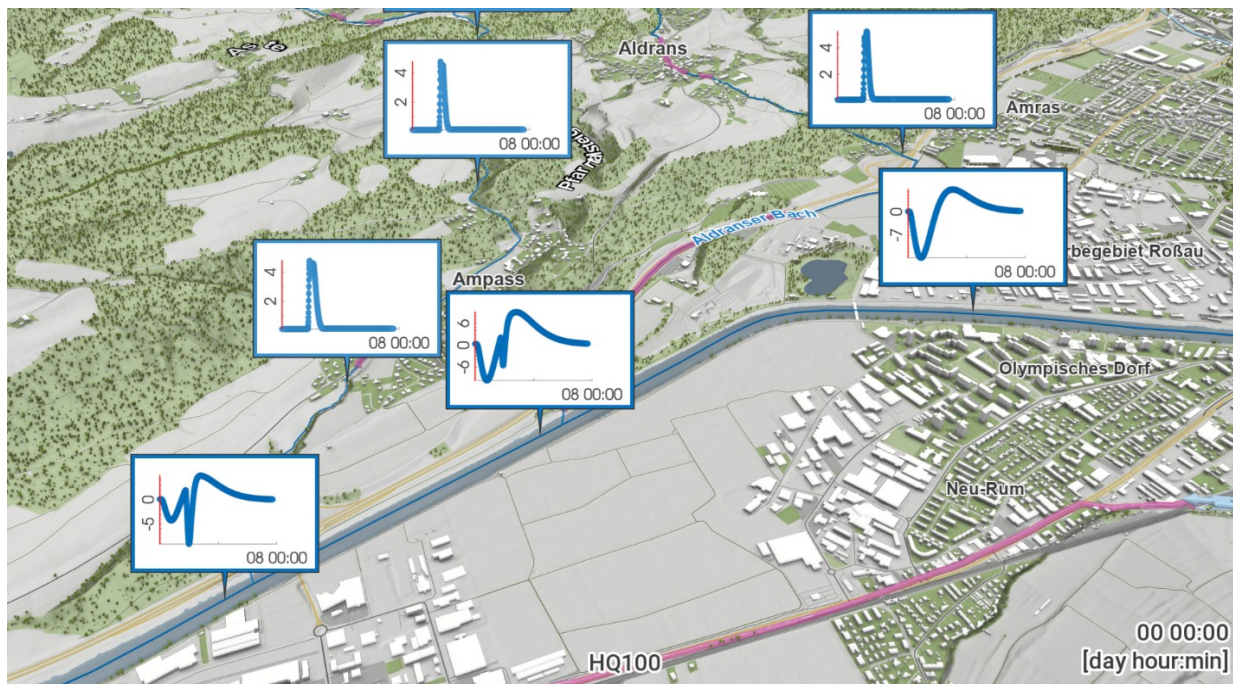 Aldrans
4
2
08 00:00
4
2
08 00:00
Amras
Aldranser Bach
0
-7
08 00:00
rbegebiet Roßau
4
2
08 00:00
Ampass
6
0
-6
08 00:00
Olympisches Dorf
Neu-Rum
0
-5
08 00:00
HQ100
00 00:00
[day hour:min]